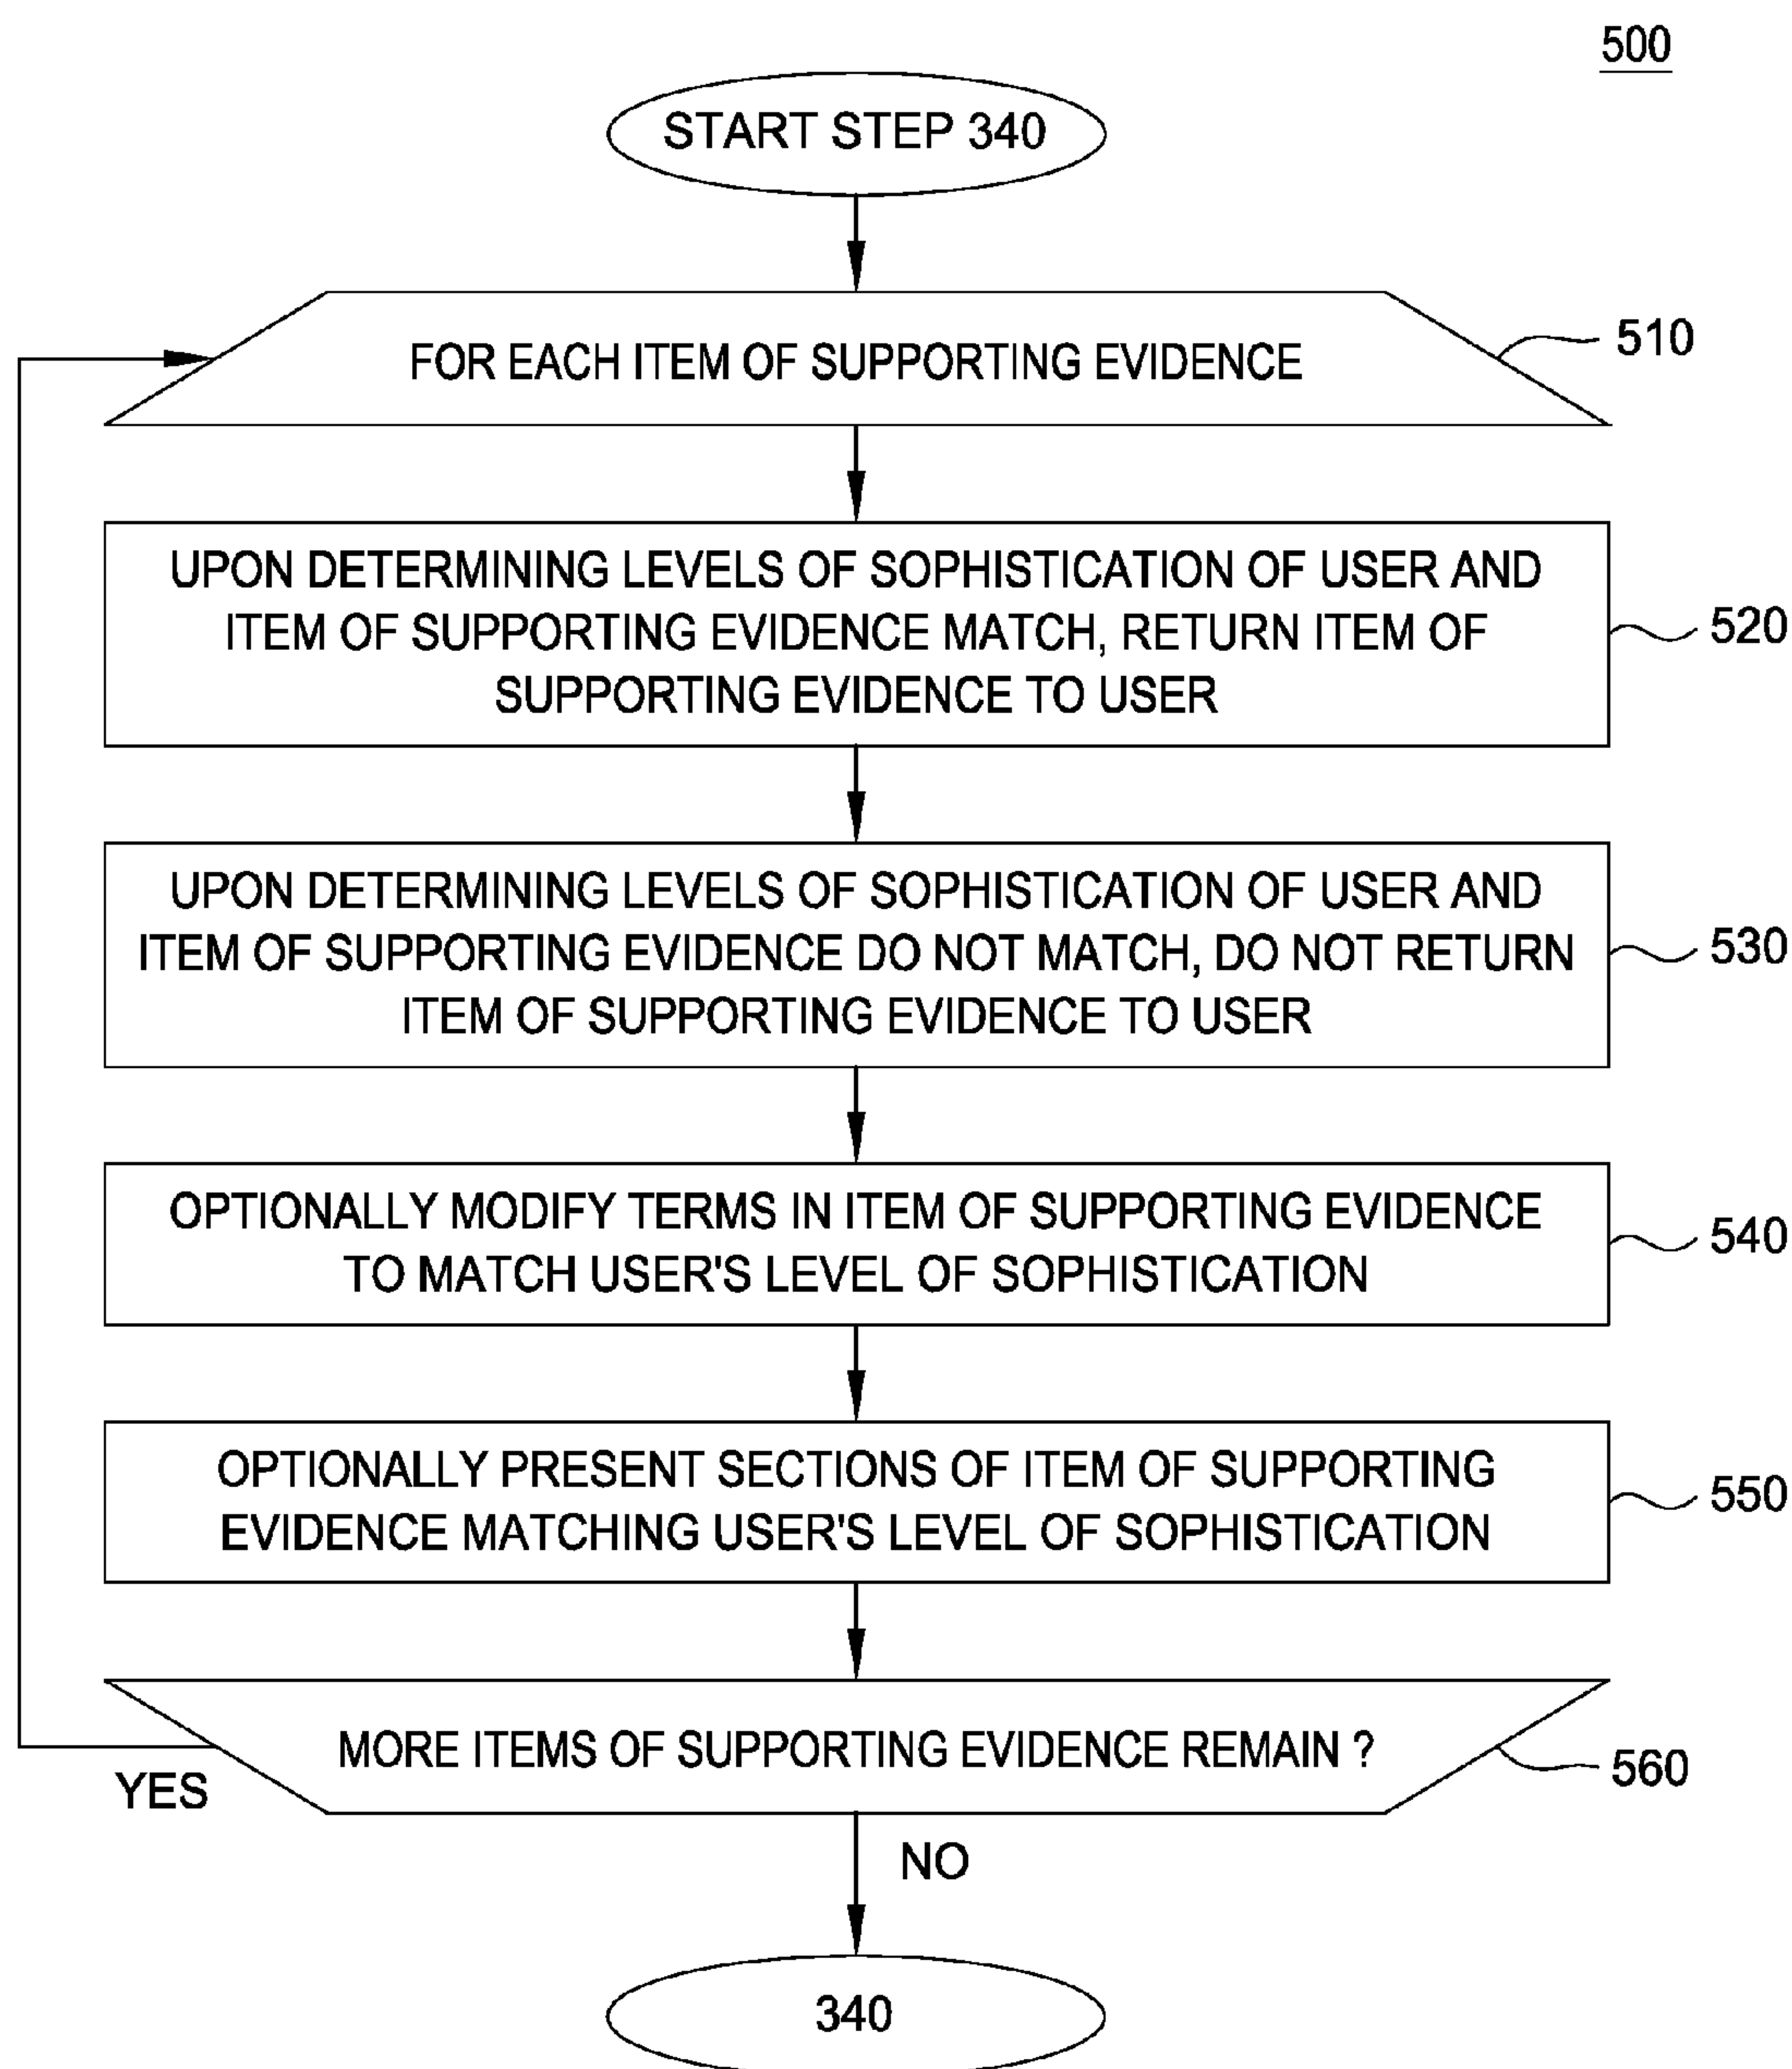 500
START STEP 340
FOR EACH ITEM OF SUPPORTING EVIDENCE
510
UPON DETERMINING LEVELS OF SOPHISTICATION OF USER AND
ITEM OF SUPPORTING EVIDENCE MATCH, RETURN ITEM OF
SUPPORTING EVIDENCE TO USER
520
UPON DETERMINING LEVELS OF SOPHISTICATION OF USER AND
ITEM OF SUPPORTING EVIDENCE DO NOT MATCH, DO NOT RETURN
ITEM OF SUPPORTING EVIDENCE TO USER
530
OPTIONALLY MODIFY TERMS IN ITEM OF SUPPORTING EVIDENCE
TO MATCH USER'S LEVEL OF SOPHISTICATION
540
OPTIONALLY PRESENT SECTIONS OF ITEM OF SUPPORTING
EVIDENCE MATCHING USER'S LEVEL OF SOPHISTICATION
550
MORE ITEMS OF SUPPORTING EVIDENCE REMAIN ?
560
YES
NO
340